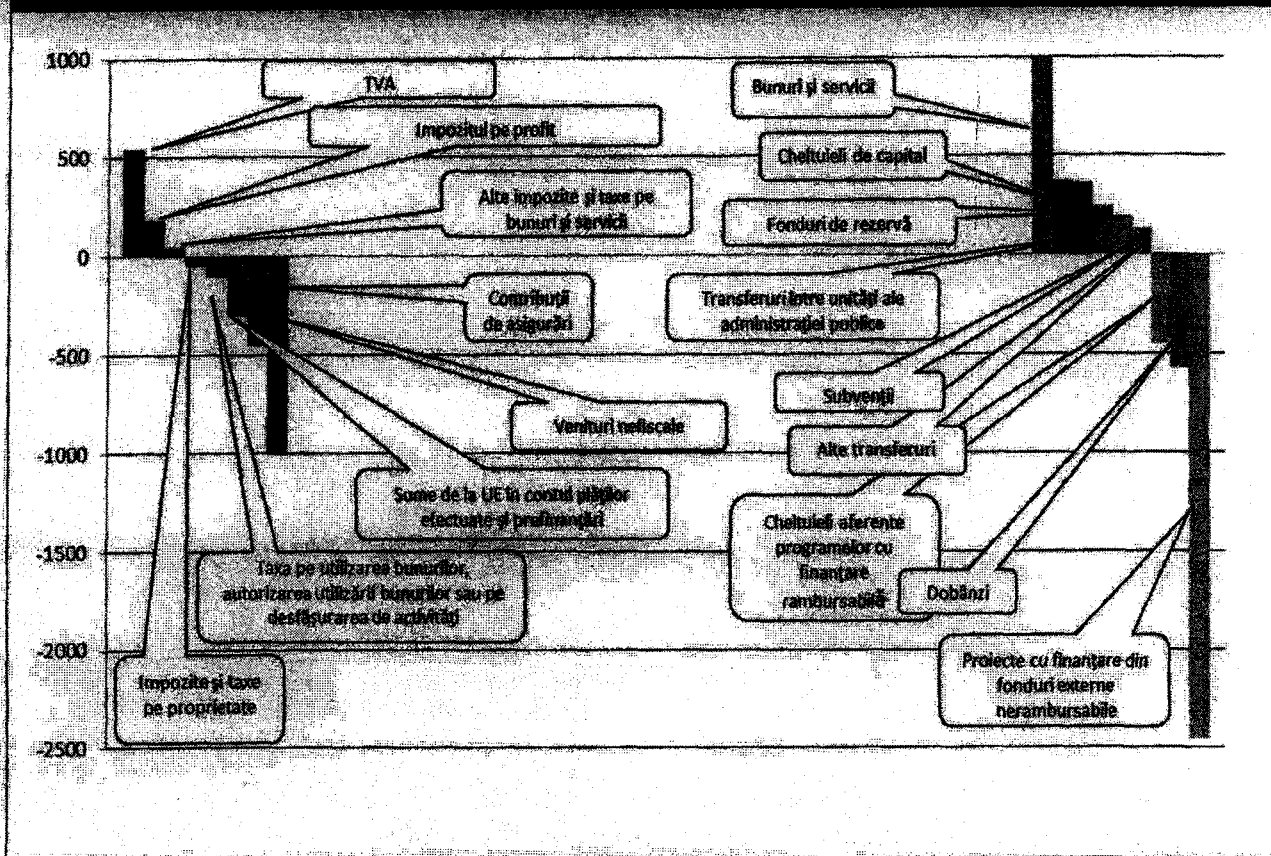 1000
500
0
-500
-1000
-1500
-2000
-2500
TVA
Impozitul pe profit
Alte impozite și taxe pe
bunuri și servicii
Contribuții
de asigurări
Venituri nefiscale
Sume de la UE în contul plăților
efectuate și prefinanțări
Taxa pe utilizarea bunurilor,
autorizarea utilizării bunurilor sau pe
desfășurarea de activități
Impozite și taxe
pe proprietate
Bunuri și servicii
Cheltuieli de capital
Fonduri de rezervă
Transferuri între unități ale
administrației publice
Subvenții
Alte transferuri
Cheltuieli aferente
programelor cu
finanțare
rambursabilă
Dobânzi
Proiecte cu finanțare din
fonduri externe
nerambursabile